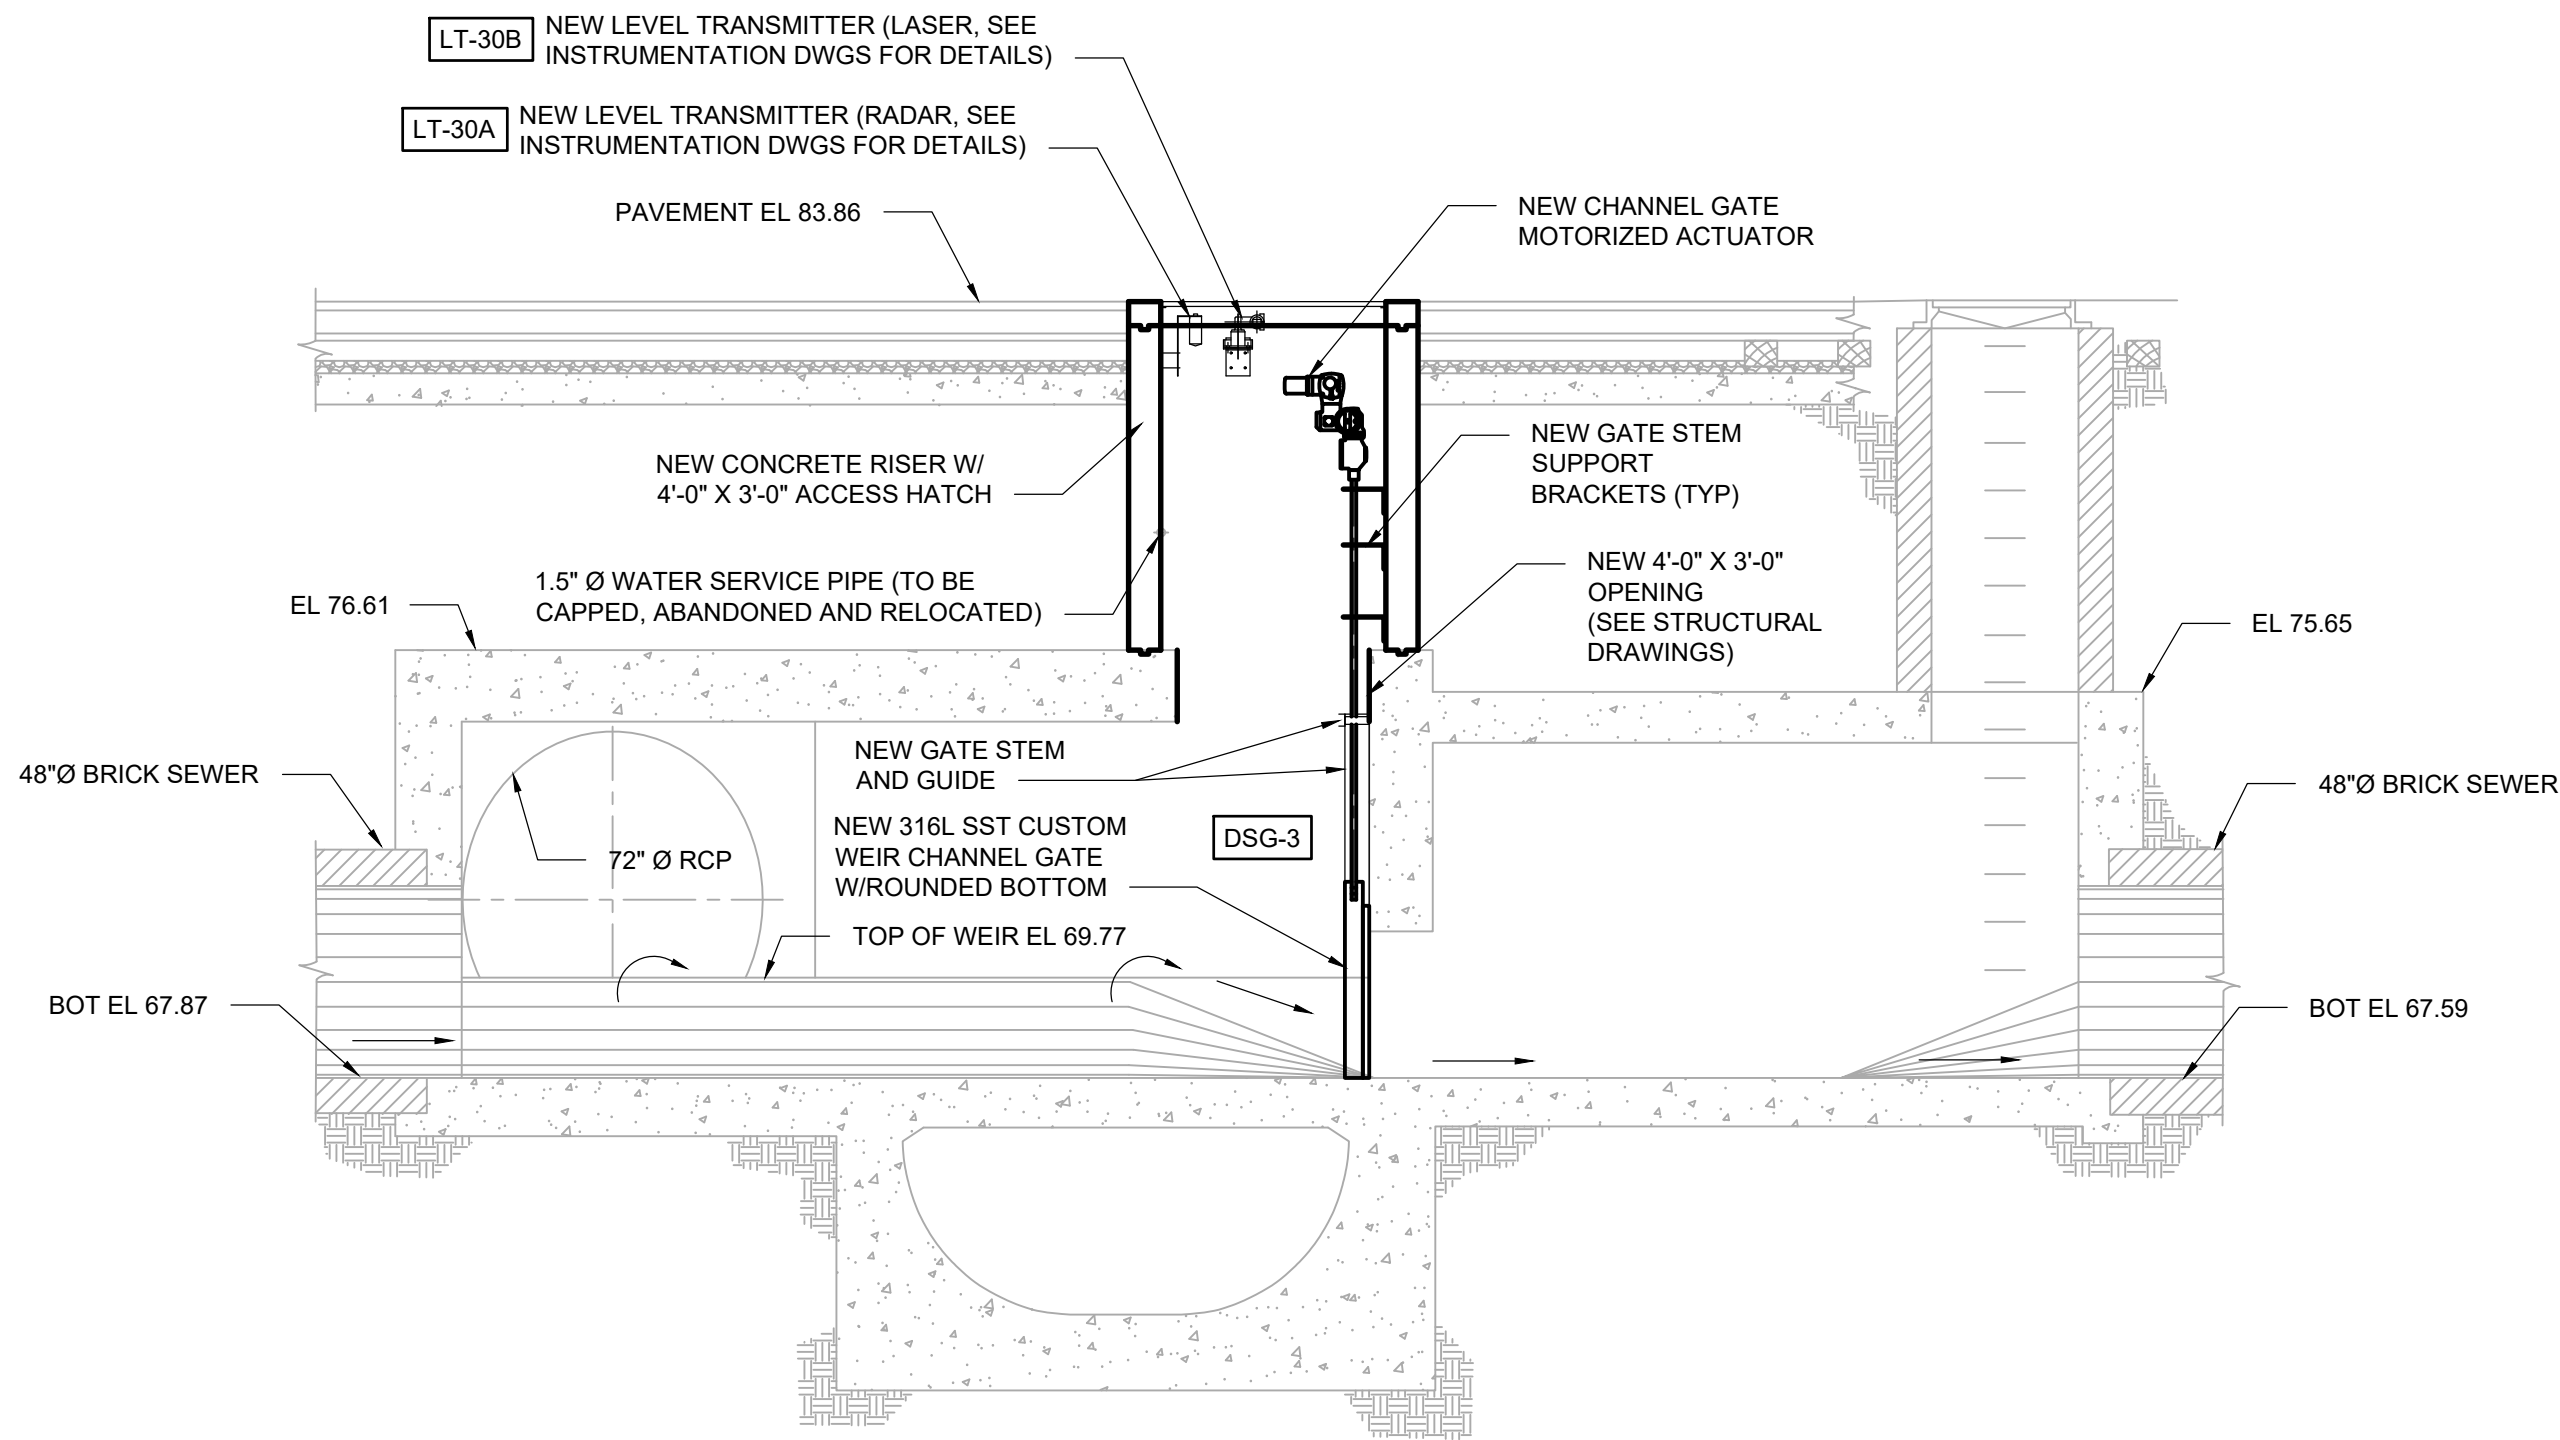 LT-30B
NEW LEVEL TRANSMITTER (LASER, SEE
INSTRUMENTATION DWGS FOR DETAILS)
LT-30A
NEW LEVEL TRANSMITTER (RADAR, SEE
INSTRUMENTATION DWGS FOR DETAILS)
PAVEMENT EL 83.86
NEW CHANNEL GATE
MOTORIZED ACTUATOR
NEW CONCRETE RISER W/
4'-0" X 3'-0" ACCESS HATCH
NEW GATE STEM
SUPPORT
BRACKETS (TYP)
1.5" Ø WATER SERVICE PIPE (TO BE
CAPPED, ABANDONED AND RELOCATED)
NEW 4'-0" X 3'-0"
OPENING
(SEE STRUCTURAL
DRAWINGS)
EL 76.61
EL 75.65
48"Ø BRICK SEWER
NEW GATE STEM
AND GUIDE
48"Ø BRICK SEWER
72" Ø RCP
NEW 316L SST CUSTOM
WEIR CHANNEL GATE
W/ROUNDED BOTTOM
DSG-3
TOP OF WEIR EL 69.77
BOT EL 67.87
BOT EL 67.59